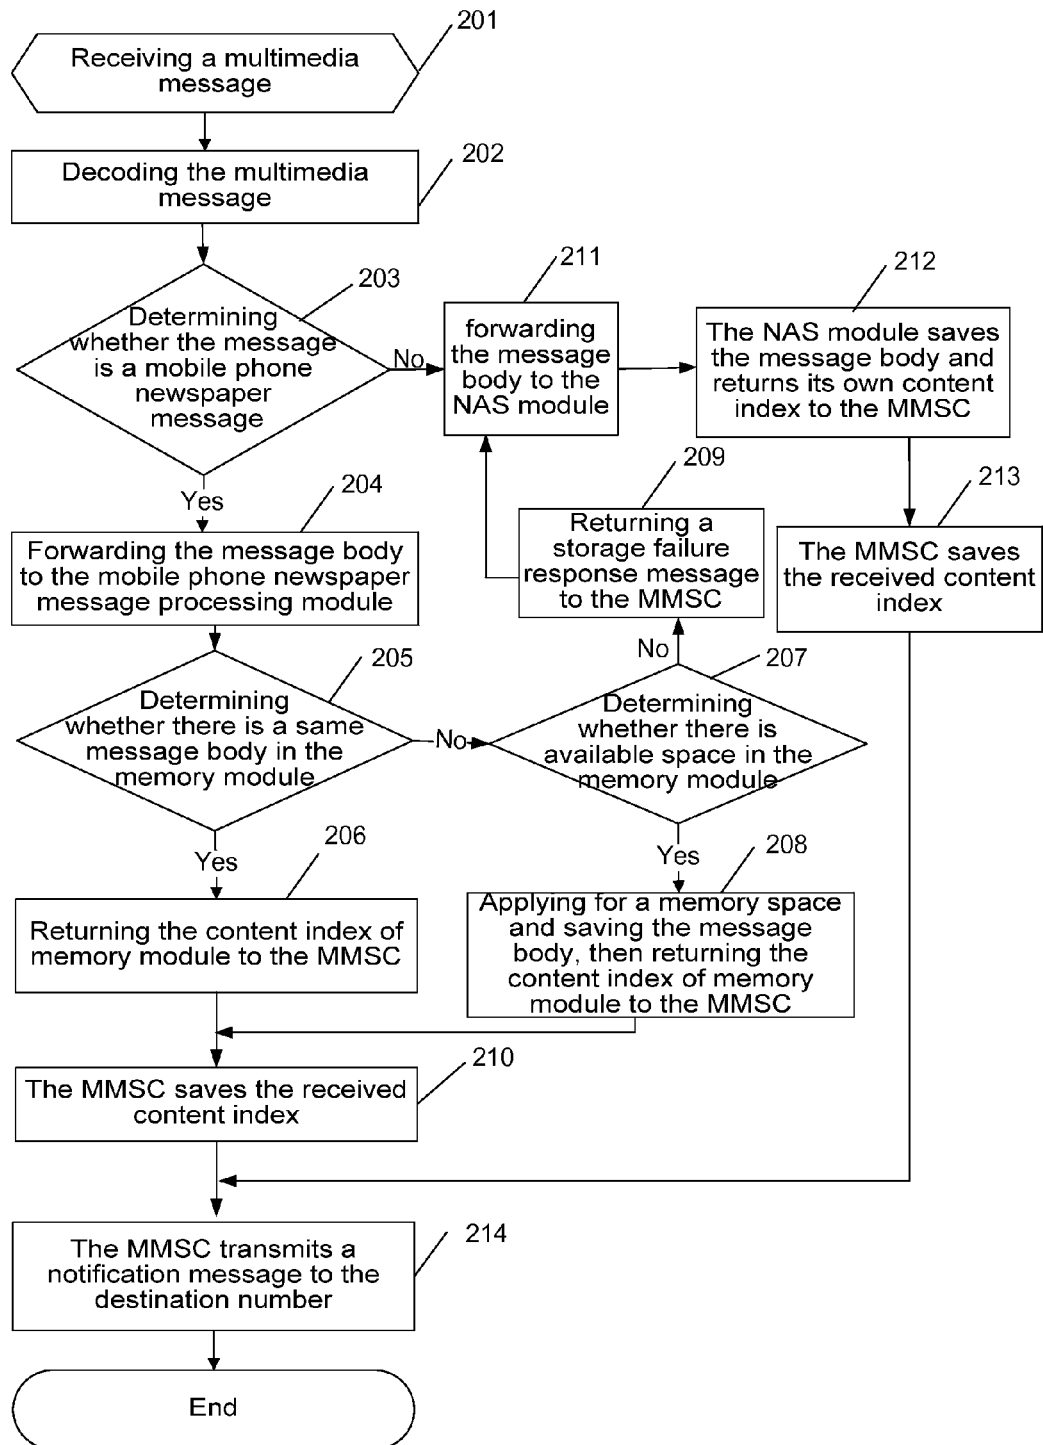 201
Receiving a multimedia
message
202
Decoding the multimedia
message
203
Determining
whether the message
is a mobile phone
newspaper
message
No
211
forwarding
the message
body to the
NAS module
212
The NAS module saves
the message body and
returns its own content
index to the MMSC
Yes
204
Forwarding the message body
to the mobile phone newspaper
message processing module
209
Returning a
storage failure
response message
to the MMSC
213
The MMSC saves
the received content
index
205
Determining
whether there is a same
message body in the
memory module
No
No
207
Determining
whether there is
available space in the
memory module
Yes
206
Returning the content index of
memory module to the MMSC
Yes
208
Applying for a memory space
and saving the message
body, then returning the
content index of memory
module to the MMSC
210
The MMSC saves the received
content index
214
The MMSC transmits a
notification message to the
destination number
End